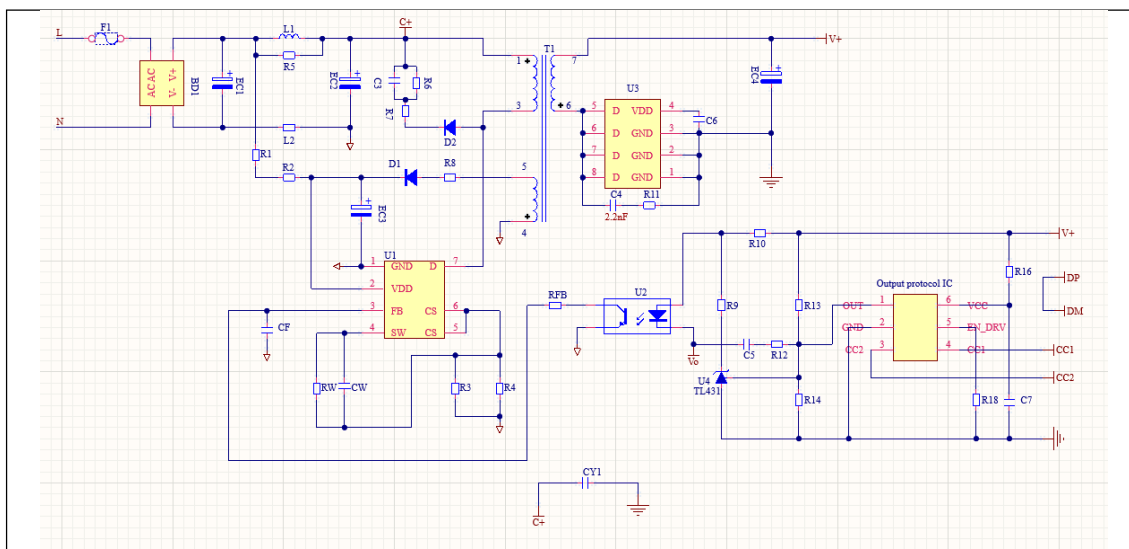 F1
L
AC AC
V- V+
BD1
N
EC1
L1
R5
L2
EC2
C+
C3
R6
R7
D2
R1
R2
D1
R8
EC3
T1
1
3
5
4
7
6
U3
5 D VDD 4
6 D GND 3
7 D GND 2
8 D GND 1
C6
C4
2.2nF
R11
EC4
V+
U1
1 GND D 7
2 VDD
3 FB CS 6
4 SW CS 5
CF
RW
CW
R3
R4
RFB
U2
R10
R9
Vo
C5
R12
R13
U4
TL431
R14
Output protocol IC
OUT 1 6 VCC
GND 2 5 EN_DRV
CC2 3 4 CC1
R16
R18
C7
V+
DP
DM
CC1
CC2
CY1
C+